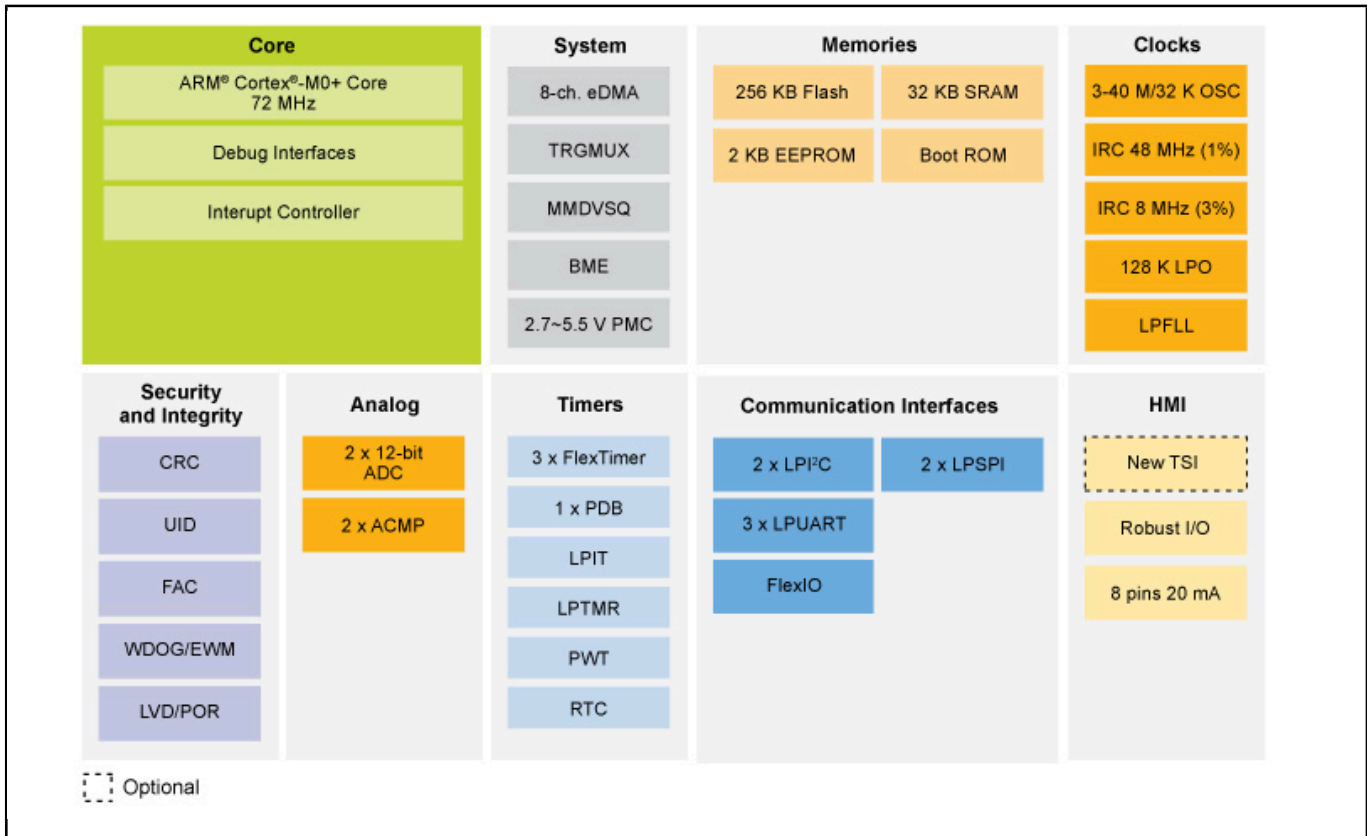 Core
ARM® Cortex®-M0+ Core
72 MHz
Debug Interfaces
Interupt Controller
System
8-ch. eDMA
TRGMUX
MMDVSQ
BME
2.7~5.5 V PMC
Memories
256 KB Flash
32 KB SRAM
2 KB EEPROM
Boot ROM
Clocks
3-40 M/32 K OSC
IRC 48 MHz (1%)
IRC 8 MHz (3%)
128 K LPO
LPFLL
Security
and Integrity
CRC
UID
FAC
WDOG/EWM
LVD/POR
Analog
2 x 12-bit
ADC
2 x ACMP
Timers
3 x FlexTimer
1 x PDB
LPIT
LPTMR
PWT
RTC
Communication Interfaces
2 x LPI²C
2 x LPSPI
3 x LPUART
FlexIO
HMI
New TSI
Robust I/O
8 pins 20 mA
Optional